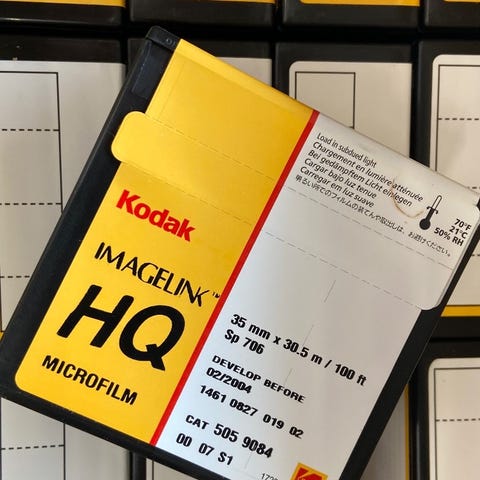 Load in subdued light
Chargement en lumière atténuée
Bei gedämpftem Licht einlegen
Cargar bajo luz tenue
Carregar em luz suave
70°F
21°C
50% RH
Kodak
IMAGELINK™
HQ
MICROFILM
35 mm x 30.5 m / 100 ft
Sp 706
DEVELOP BEFORE
02/2004
1461 0827 019 02
CAT 505 9084
00 07 S1